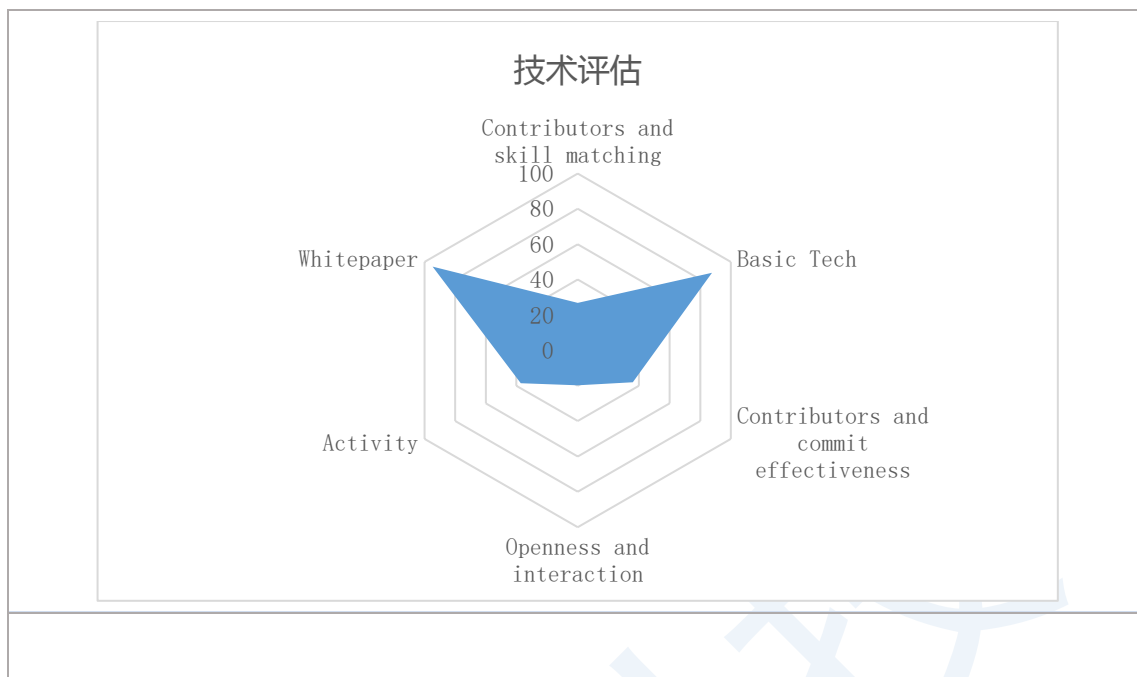 技术评估
Contributors and
skill matching
100
80
60
40
20
0
Whitepaper
Basic Tech
Activity
Contributors and
commit
effectiveness
Openness and
interaction